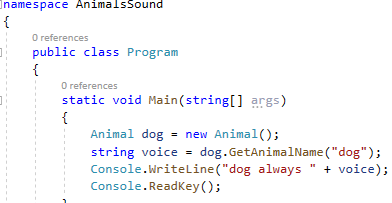 namespace AnimalsSound
{
0 references
public class Program
{
0 references
static void Main(string[] args)
{
Animal dog = new Animal();
string voice = dog.GetAnimalName("dog");
Console.WriteLine("dog always " + voice);
Console.ReadKey();
}